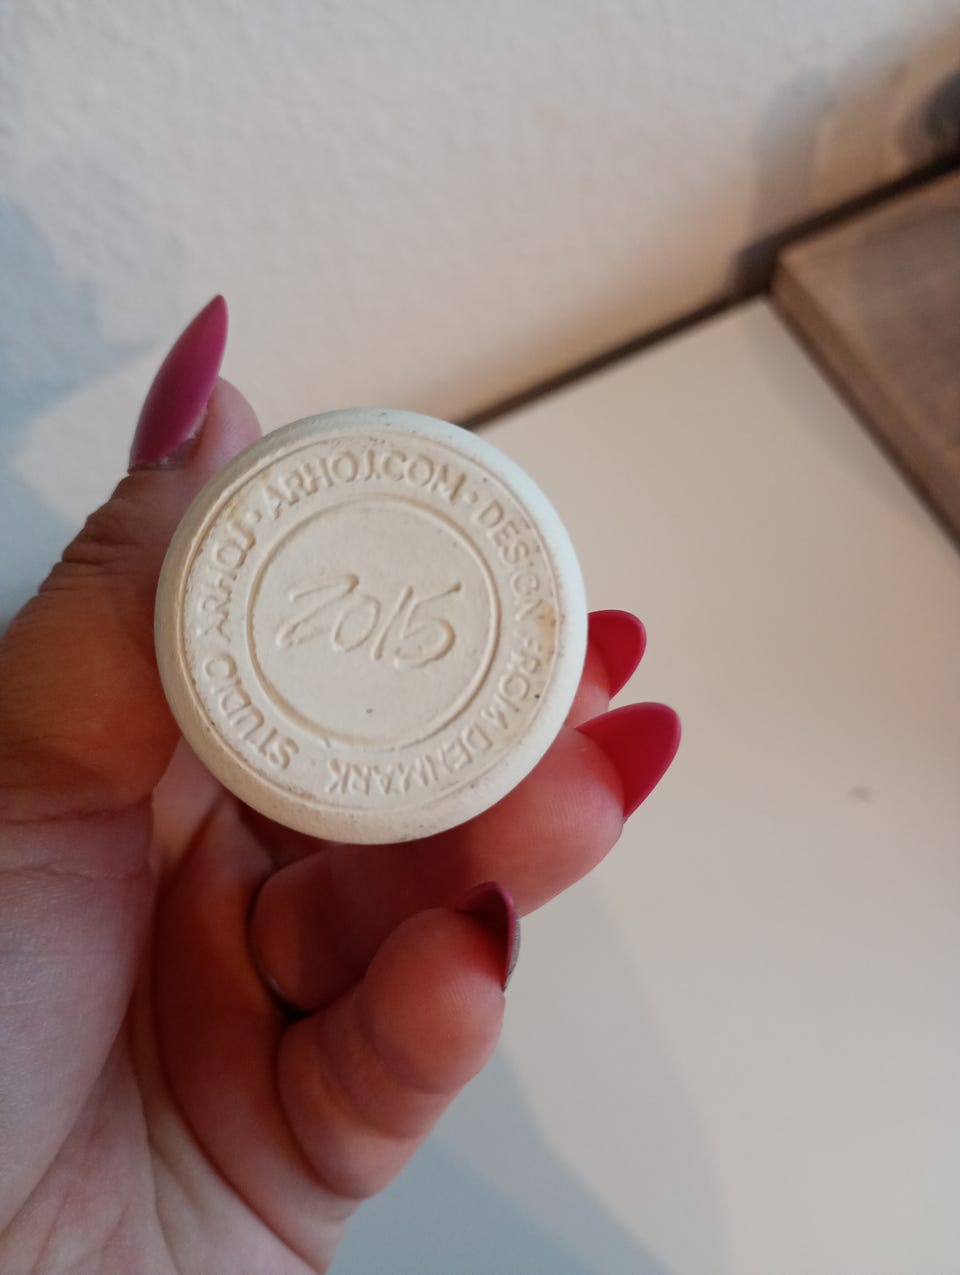 STUDIO ARHOJ · ARHOJ.COM · DESIGN FROM DENMARK
2015